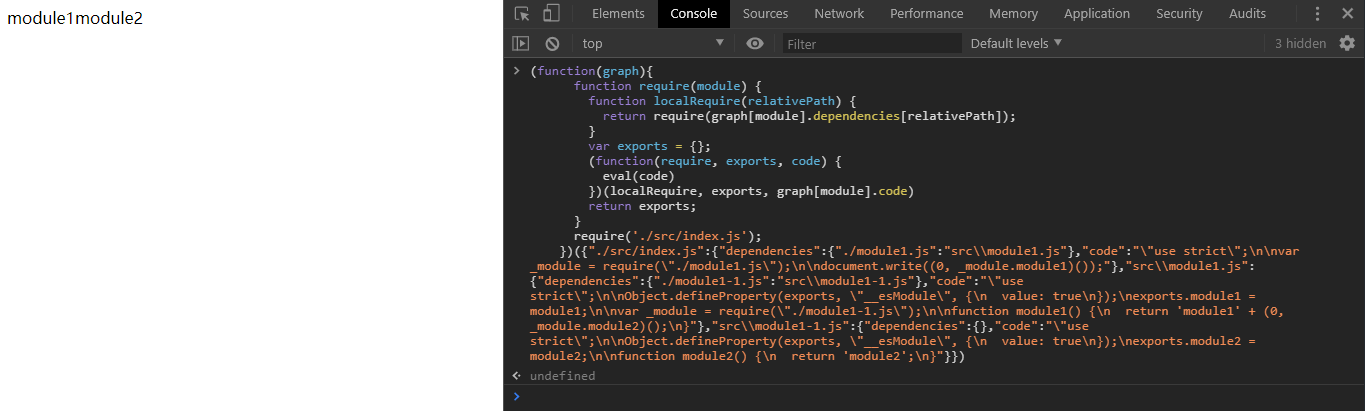 module1module2
Elements Console Sources Network Performance Memory Application Security Audits
top Filter Default levels 3 hidden
(function(graph){
function require(module) {
function localRequire(relativePath) {
return require(graph[module].dependencies[relativePath]);
}
var exports = {};
(function(require, exports, code) {
eval(code)
})(localRequire, exports, graph[module].code)
return exports;
}
require('./src/index.js');
})({"./src/index.js":{"dependencies":{"./module1.js":"src\\module1.js"},"code":"\"use strict\";\n\nvar
_module = require(\"./module1.js\");\n\ndocument.write((0, _module.module1)());"},"src\\module1.js":
{"dependencies":{"./module1-1.js":"src\\module1-1.js"},"code":"\"use
strict\";\n\nObject.defineProperty(exports, \"__esModule\", {\n  value: true\n});\nexports.module1 =
module1;\n\nvar _module = require(\"./module1-1.js\");\n\nfunction module1() {\n  return 'module1' + (0,
_module.module2)();\n}"},"src\\module1-1.js":{"dependencies":{},"code":"\"use
strict\";\n\nObject.defineProperty(exports, \"__esModule\", {\n  value: true\n});\nexports.module2 =
module2;\n\nfunction module2() {\n  return 'module2';\n}"}})
undefined